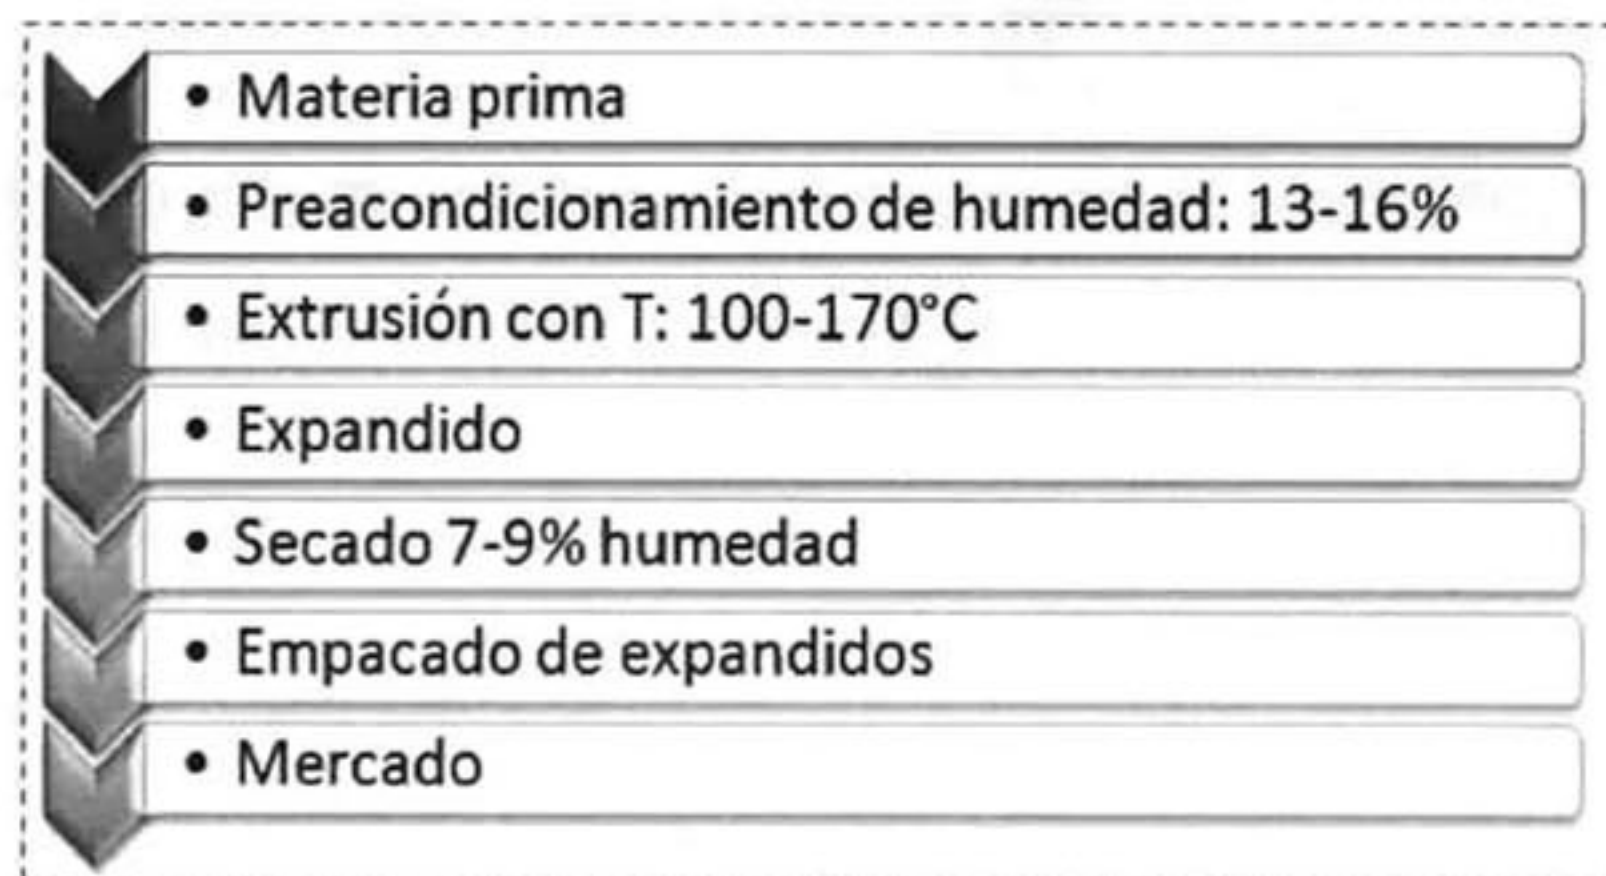 • Materia prima
• Preacondicionamiento de humedad: 13-16%
• Extrusión con T: 100-170°C
• Expandido
• Secado 7-9% humedad
• Empacado de expandidos
• Mercado